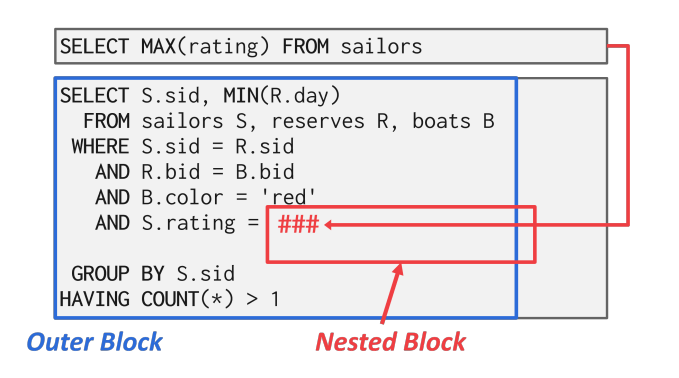 SELECT MAX(rating) FROM sailors
SELECT S.sid, MIN(R.day)
FROM sailors S, reserves R, boats B
WHERE S.sid = R.sid
AND R.bid = B.bid
AND B.color = 'red'
AND S.rating = ###
GROUP BY S.sid
HAVING COUNT(*) > 1
Outer Block
Nested Block